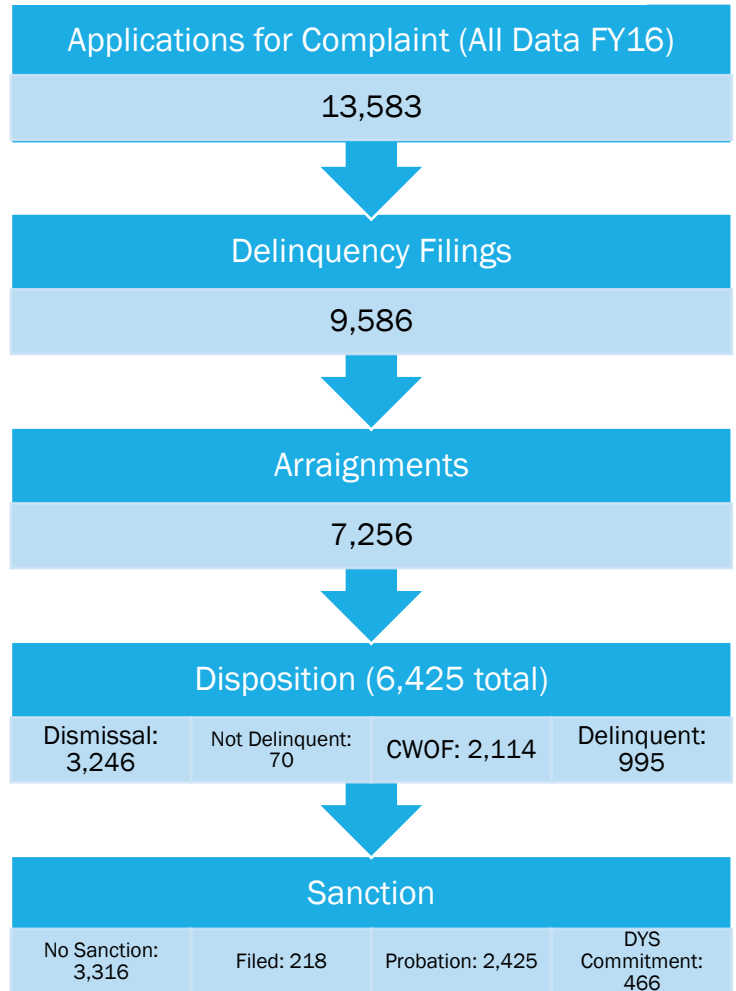 Applications for Complaint (All Data FY16)
13,583
Delinquency Filings
9,586
Arraignments
7,256
Disposition (6,425 total)
Dismissal:
3,246
Not Delinquent:
70
CWOF: 2,114
Delinquent:
995
Sanction
No Sanction:
3,316
Filed: 218
Probation: 2,425
DYS
Commitment:
466